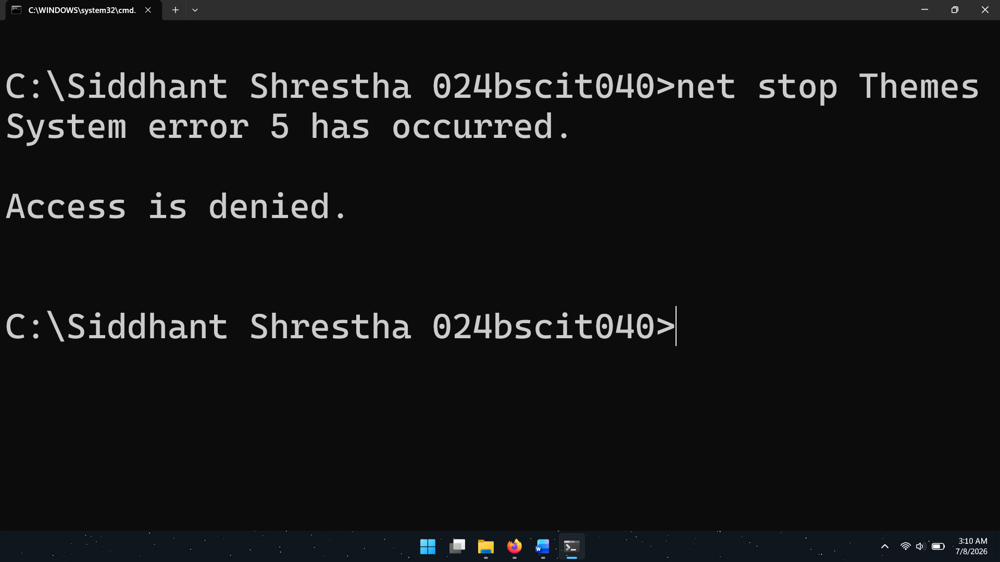 C:\WINDOWS\system32\cmd.
C:\Siddhant Shrestha 024bscit040>net stop Themes
System error 5 has occurred.
Access is denied.
C:\Siddhant Shrestha 024bscit040>
3:10 AM
7/8/2026